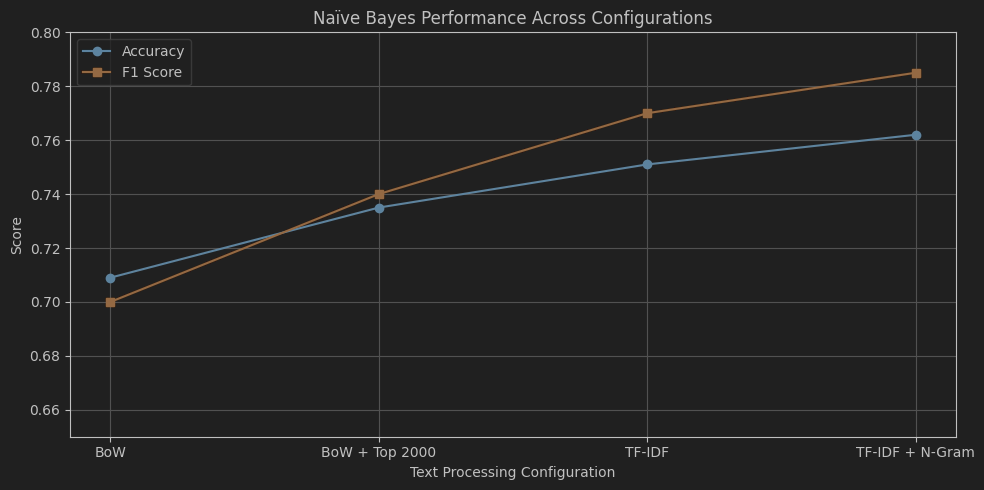 Naïve Bayes Performance Across Configurations
Accuracy
F1 Score
Score
0.80
0.78
0.76
0.74
0.72
0.70
0.68
0.66
BoW
BoW + Top 2000
TF-IDF
TF-IDF + N-Gram
Text Processing Configuration